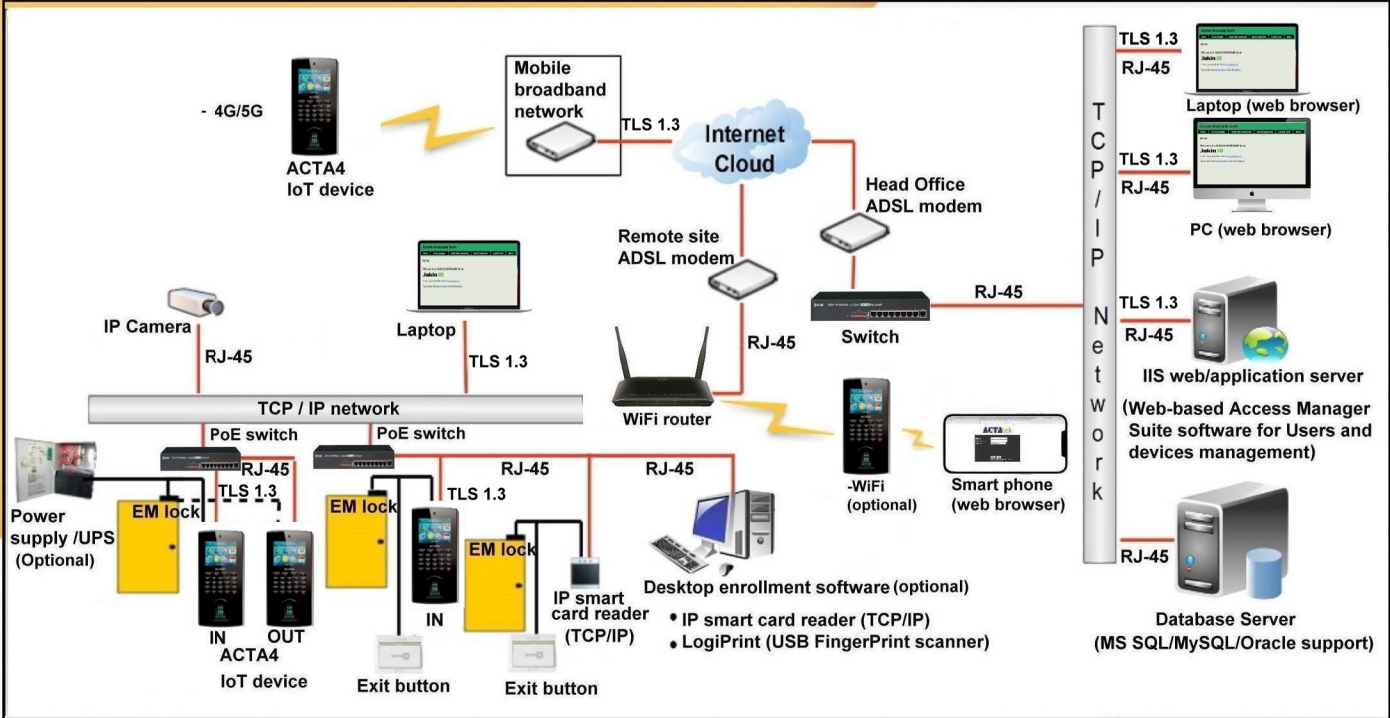 - 4G/5G
ACTA4
IoT device
Mobile
broadband
network
TLS 1.3
Internet
Cloud
Head Office
ADSL modem
Remote site
ADSL modem
RJ-45
Switch
RJ-45
WiFi router
-WiFi
(optional)
ACTAtek
Smart phone
(web browser)
TCP/IP Network
TLS 1.3
RJ-45
Jakin
Laptop (web browser)
TLS 1.3
RJ-45
Jakin
PC (web browser)
TLS 1.3
RJ-45
IIS web/application server
(Web-based Access Manager
Suite software for Users and
devices management)
RJ-45
Database Server
(MS SQL/MySQL/Oracle support)
IP Camera
RJ-45
Jakin
Laptop
TLS 1.3
TCP / IP network
PoE switch
PoE switch
RJ-45
TLS 1.3
Power
supply /UPS
(Optional)
EM lock
IN
OUT
ACTA4
IoT device
EM lock
TLS 1.3
IN
Exit button
EM lock
RJ-45
IP smart
card reader
(TCP/IP)
Exit button
RJ-45
Desktop enrollment software (optional)
• IP smart card reader (TCP/IP)
• LogiPrint (USB FingerPrint scanner)